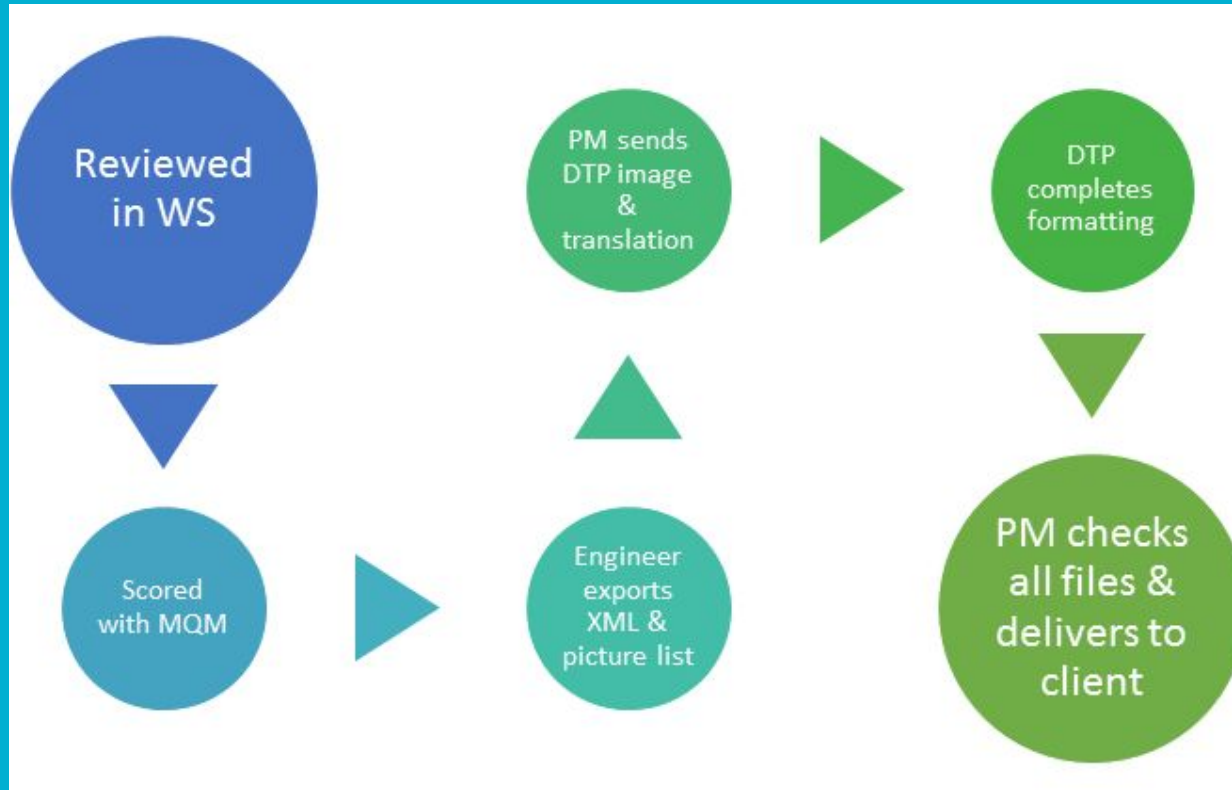 Reviewed
in WS
Scored
with MQM
Engineer
exports
XML &
picture list
PM sends
DTP image
&
translation
DTP
completes
formatting
PM checks
all files &
delivers to
client